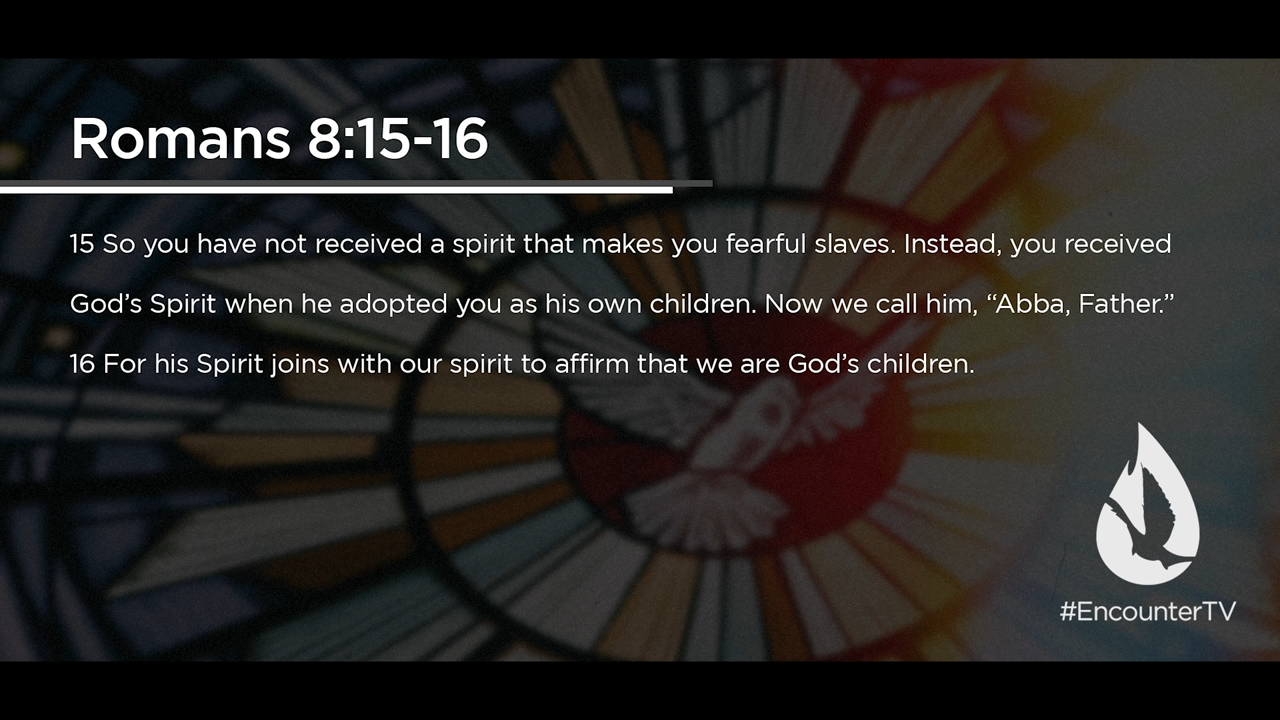 Romans 8:15-16
15 So you have not received a spirit that makes you fearful slaves. Instead, you received
God’s Spirit when he adopted you as his own children. Now we call him, “Abba, Father.”
16 For his Spirit joins with our spirit to affirm that we are God’s children.
#EncounterTV